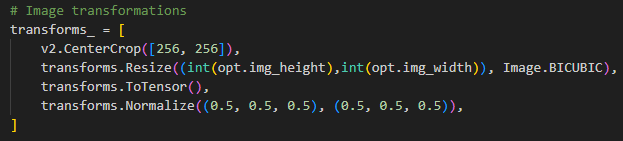 # Image transformations
transforms_ = [
    v2.CenterCrop([256, 256]),
    transforms.Resize((int(opt.img_height),int(opt.img_width)), Image.BICUBIC),
    transforms.ToTensor(),
    transforms.Normalize((0.5, 0.5, 0.5), (0.5, 0.5, 0.5)),
]